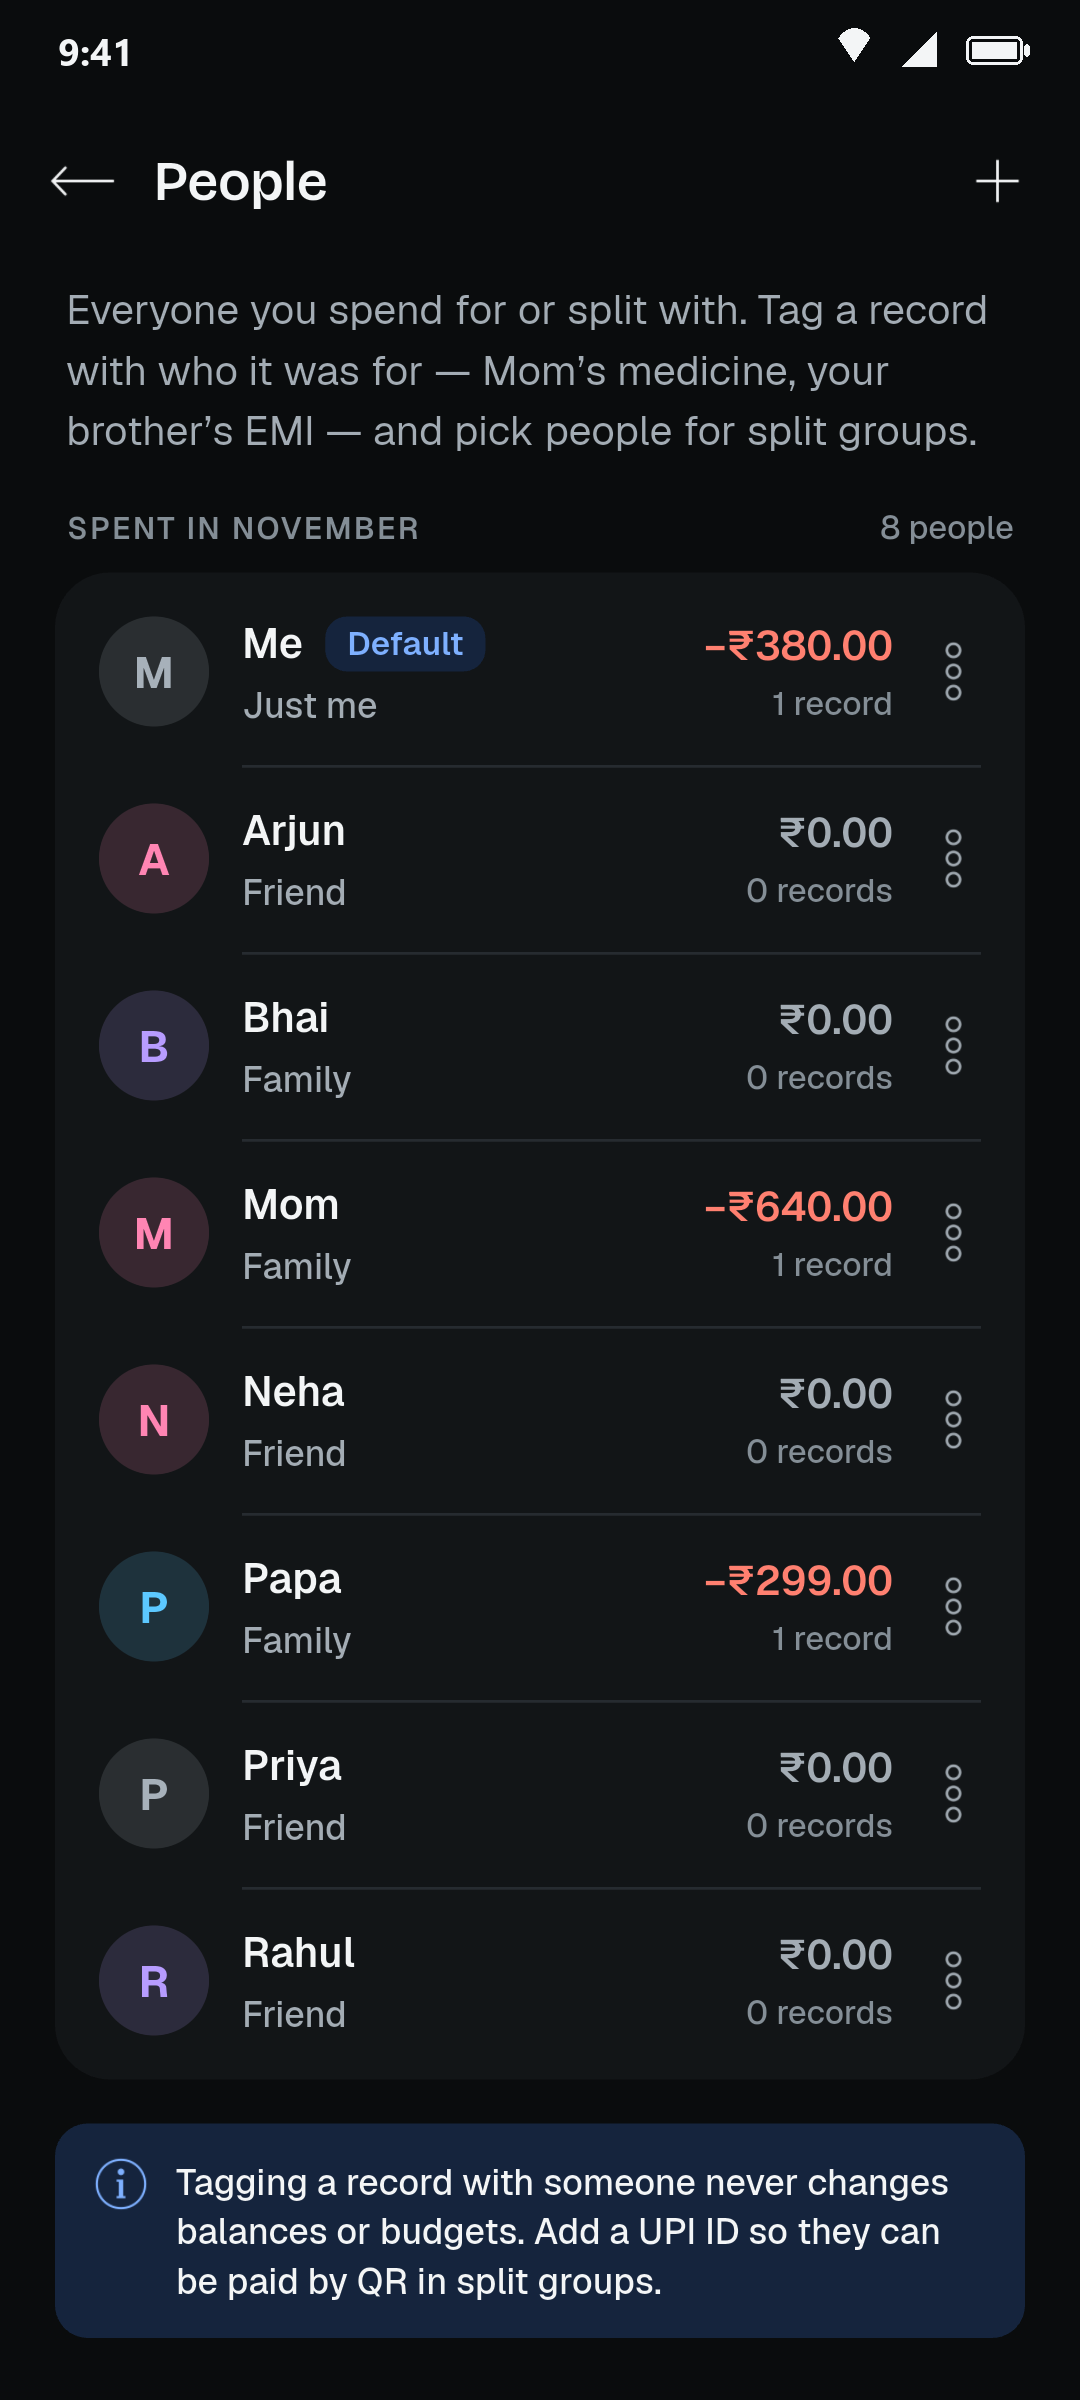 9:41
People
Everyone you spend for or split with. Tag a record
with who it was for — Mom’s medicine, your
brother’s EMI — and pick people for split groups.
SPENT IN NOVEMBER 8 people
M Me Default –₹380.00
Just me 1 record
A Arjun ₹0.00
Friend 0 records
B Bhai ₹0.00
Family 0 records
M Mom –₹640.00
Family 1 record
N Neha ₹0.00
Friend 0 records
P Papa –₹299.00
Family 1 record
P Priya ₹0.00
Friend 0 records
R Rahul ₹0.00
Friend 0 records
Tagging a record with someone never changes
balances or budgets. Add a UPI ID so they can
be paid by QR in split groups.